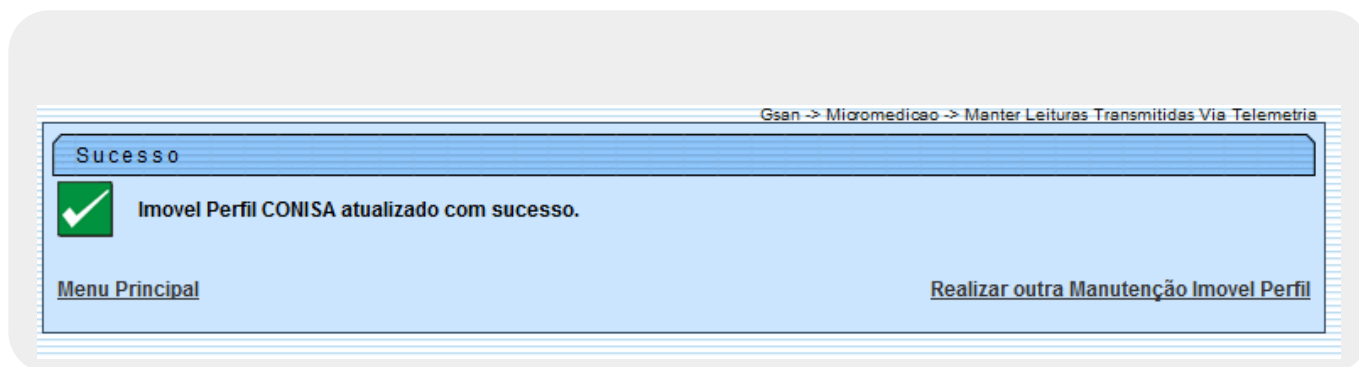 Gsan -> Micromedicao -> Manter Leituras Transmitidas Via Telemetria
Sucesso
Imovel Perfil CONISA atualizado com sucesso.
Menu Principal
Realizar outra Manutenção Imovel Perfil